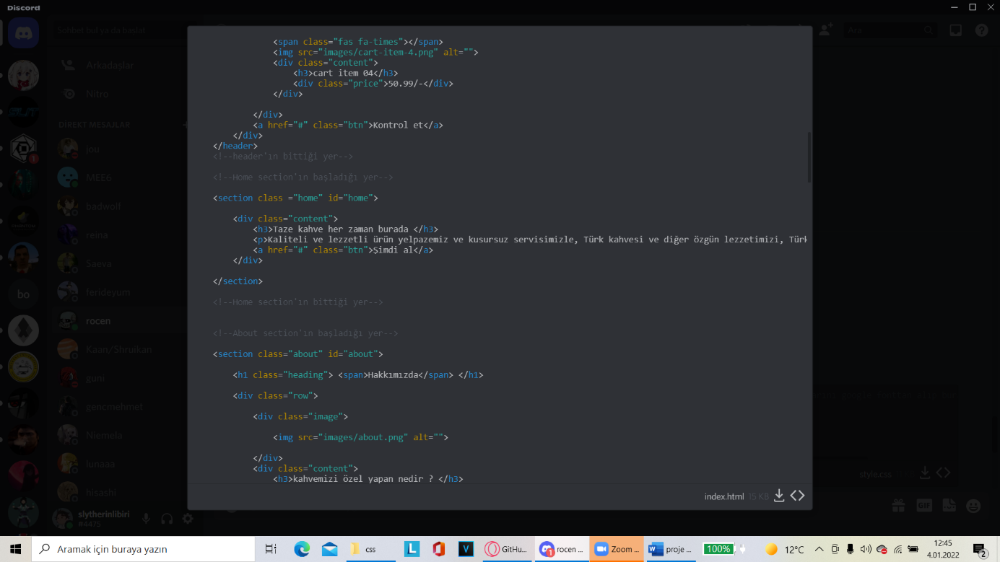 Discord
Sohbet bul ya da başlat
Arkadaşlar
Nitro
DİREKT MESAJLAR
jou
MEE6
badwolf
reina
Saeva
ferideyum
rocen
Kaan/Shruikan
guni
gencmehmet
Niemela
lunaaa
hisashi
slytherinlibiri
#4475
bo
1
Ara
<span class="fas fa-times"></span>
<img src="images/cart-item-4.png" alt="">
<div class="content">
<h3>cart item 04</h3>
<div class="price">50.99/-</div>
</div>
</div>
<a href="#" class="btn">Kontrol et</a>
</div>
</header>
<!--header'ın bittiği yer-->
<!--Home section'ın başladığı yer-->
<section class ="home" id="home">
<div class="content">
<h3>Taze kahve her zaman burada </h3>
<p>Kaliteli ve lezzetli ürün yelpazemiz ve kusursuz servisimizle, Türk kahvesi ve diğer özgün lezzetimizi, Türk
<a href="#" class="btn">Şimdi al</a>
</div>
</section>
<!--Home section'ın bittiği yer-->
<!--About section'ın başladığı yer-->
<section class="about" id="about">
<h1 class="heading"> <span>Hakkımızda</span> </h1>
<div class="row">
<div class="image">
<img src="images/about.png" alt="">
</div>
<div class="content">
<h3>kahvemizi özel yapan nedir ? </h3>
index.html 15 KB
style.css
GIF
Aramak için buraya yazın
css
L
V
GitHu...
1
rocen ...
Zoom ...
proje ...
100%
12°C
12:45
4.01.2022
2